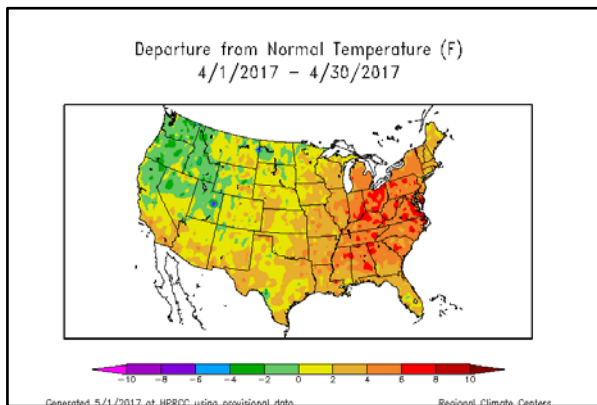 Departure from Normal Temperature (F)
4/1/2017 – 4/30/2017
-10 -8 -6 -4 -2 0 2 4 6 8 10
Generated 5/1/2017 at HPRCC using provisional data. Regional Climate Centers